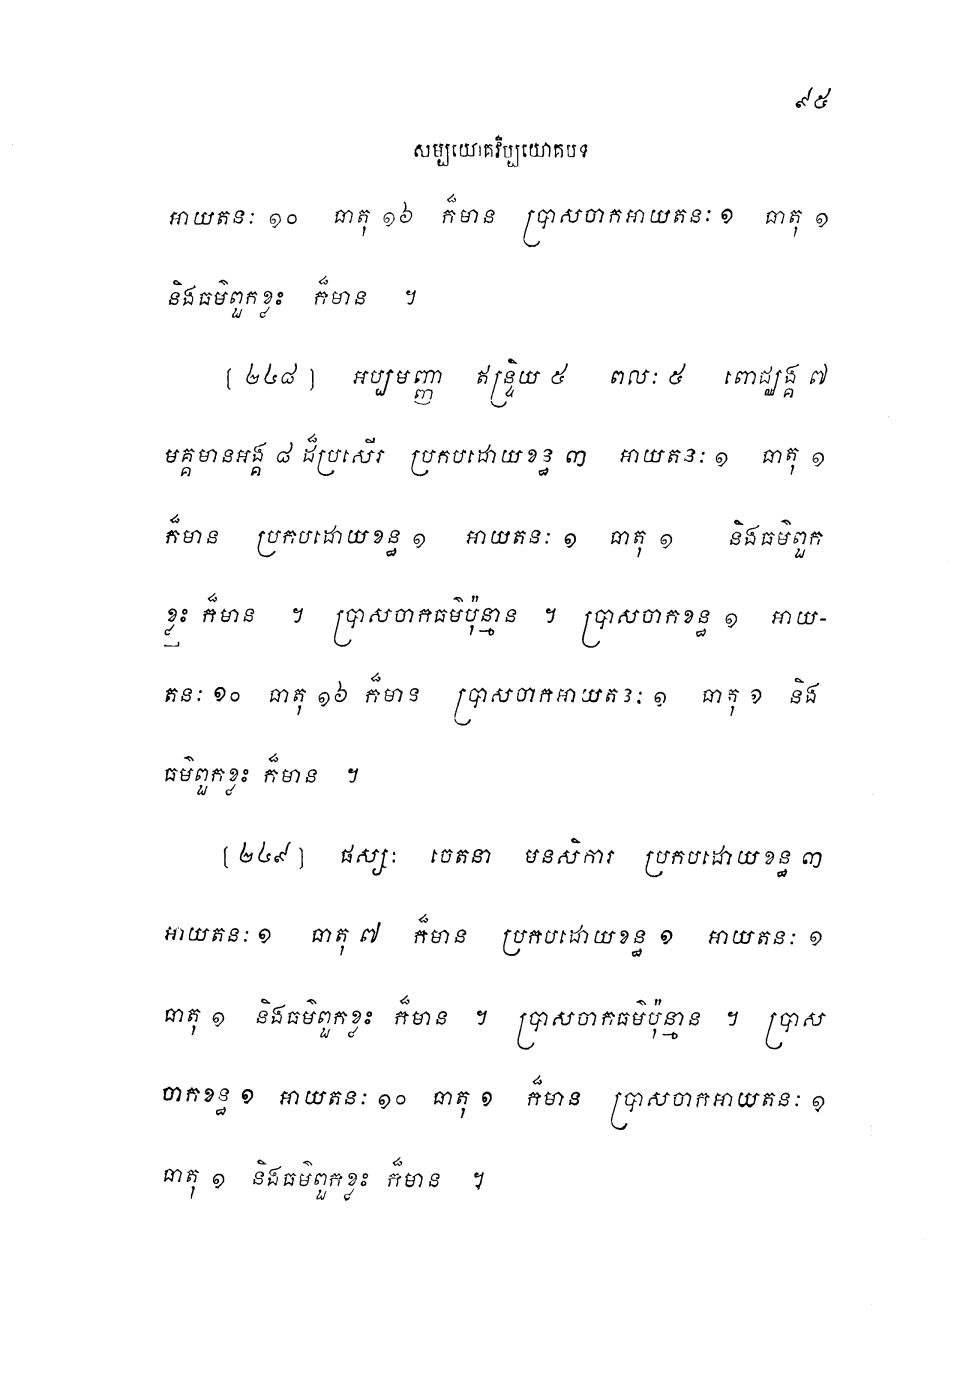 ៩៥
សម្បយោគវិប្បយោគបទ
អាយតនៈ ១០ ធាតុ ១៦ ក៏មាន ប្រាសចាកអាយតនៈ ១ ធាតុ ១
និងធម៌ពួកខ្លះ ក៏មាន ។
[ ២៤៨ ] អប្បមញ្ញា ឥន្ទ្រិយ ៥ ពលៈ ៥ ពោជ្ឈង្គ ៧
មគ្គមានអង្គ ៨ ដ៏ប្រសើរ ប្រកបដោយខន្ធ ៣ អាយតនៈ ១ ធាតុ ១
ក៏មាន ប្រកបដោយខន្ធ ១ អាយតនៈ ១ ធាតុ ១ និងធម៌ពួក
ខ្លះ ក៏មាន ។ ប្រាសចាកធម៌ប៉ុន្មាន ។ ប្រាសចាកខន្ធ ១ អាយ-
តនៈ ១០ ធាតុ ១៦ ក៏មាន ប្រាសចាកអាយតនៈ ១ ធាតុ ១ និង
ធម៌ពួកខ្លះ ក៏មាន ។
[ ២៤៩ ] ផស្សៈ ចេតនា មនសិការ ប្រកបដោយខន្ធ ៣
អាយតនៈ ១ ធាតុ ៧ ក៏មាន ប្រកបដោយខន្ធ ១ អាយតនៈ ១
ធាតុ ១ និងធម៌ពួកខ្លះ ក៏មាន ។ ប្រាសចាកធម៌ប៉ុន្មាន ។ ប្រាស
ចាកខន្ធ ១ អាយតនៈ ១០ ធាតុ ១ ក៏មាន ប្រាសចាកអាយតនៈ ១
ធាតុ ១ និងធម៌ពួកខ្លះ ក៏មាន ។